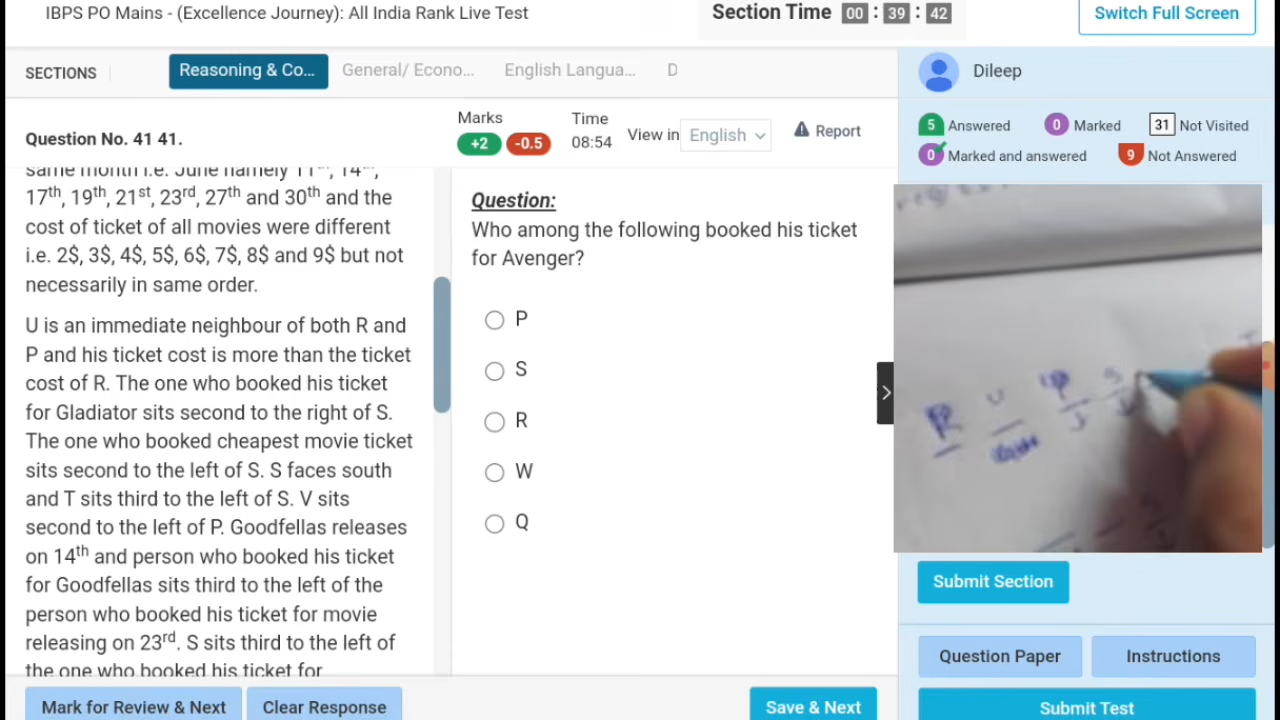 IBPS PO Mains - (Excellence Journey): All India Rank Live Test
Section Time 00 : 39 : 42
Switch Full Screen
SECTIONS
Reasoning & Co...
General/ Econo...
English Langua...
D
Dileep
Question No. 41 41.
Marks
+2 -0.5
Time
08:54
View in English
Report
5 Answered
0 Marked
31 Not Visited
0 Marked and answered
9 Not Answered
same month i.e. June namely 11th, 14th,
17th, 19th, 21st, 23rd, 27th and 30th and the
cost of ticket of all movies were different
i.e. 2$, 3$, 4$, 5$, 6$, 7$, 8$ and 9$ but not
necessarily in same order.
U is an immediate neighbour of both R and
P and his ticket cost is more than the ticket
cost of R. The one who booked his ticket
for Gladiator sits second to the right of S.
The one who booked cheapest movie ticket
sits second to the left of S. S faces south
and T sits third to the left of S. V sits
second to the left of P. Goodfellas releases
on 14th and person who booked his ticket
for Goodfellas sits third to the left of the
person who booked his ticket for movie
releasing on 23rd. S sits third to the left of
the one who booked his ticket for
Question:
Who among the following booked his ticket
for Avenger?
P
S
R
W
Q
R U P S
Submit Section
Question Paper
Instructions
Mark for Review & Next
Clear Response
Save & Next
Submit Test